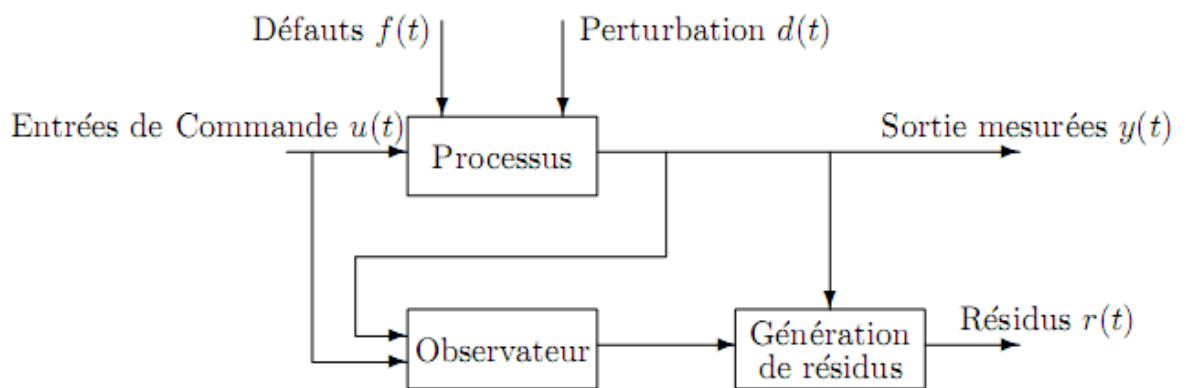 Défauts f(t)
Perturbation d(t)
Entrées de Commande u(t)
Processus
Sortie mesurées y(t)
Observateur
Génération
de résidus
Résidus r(t)